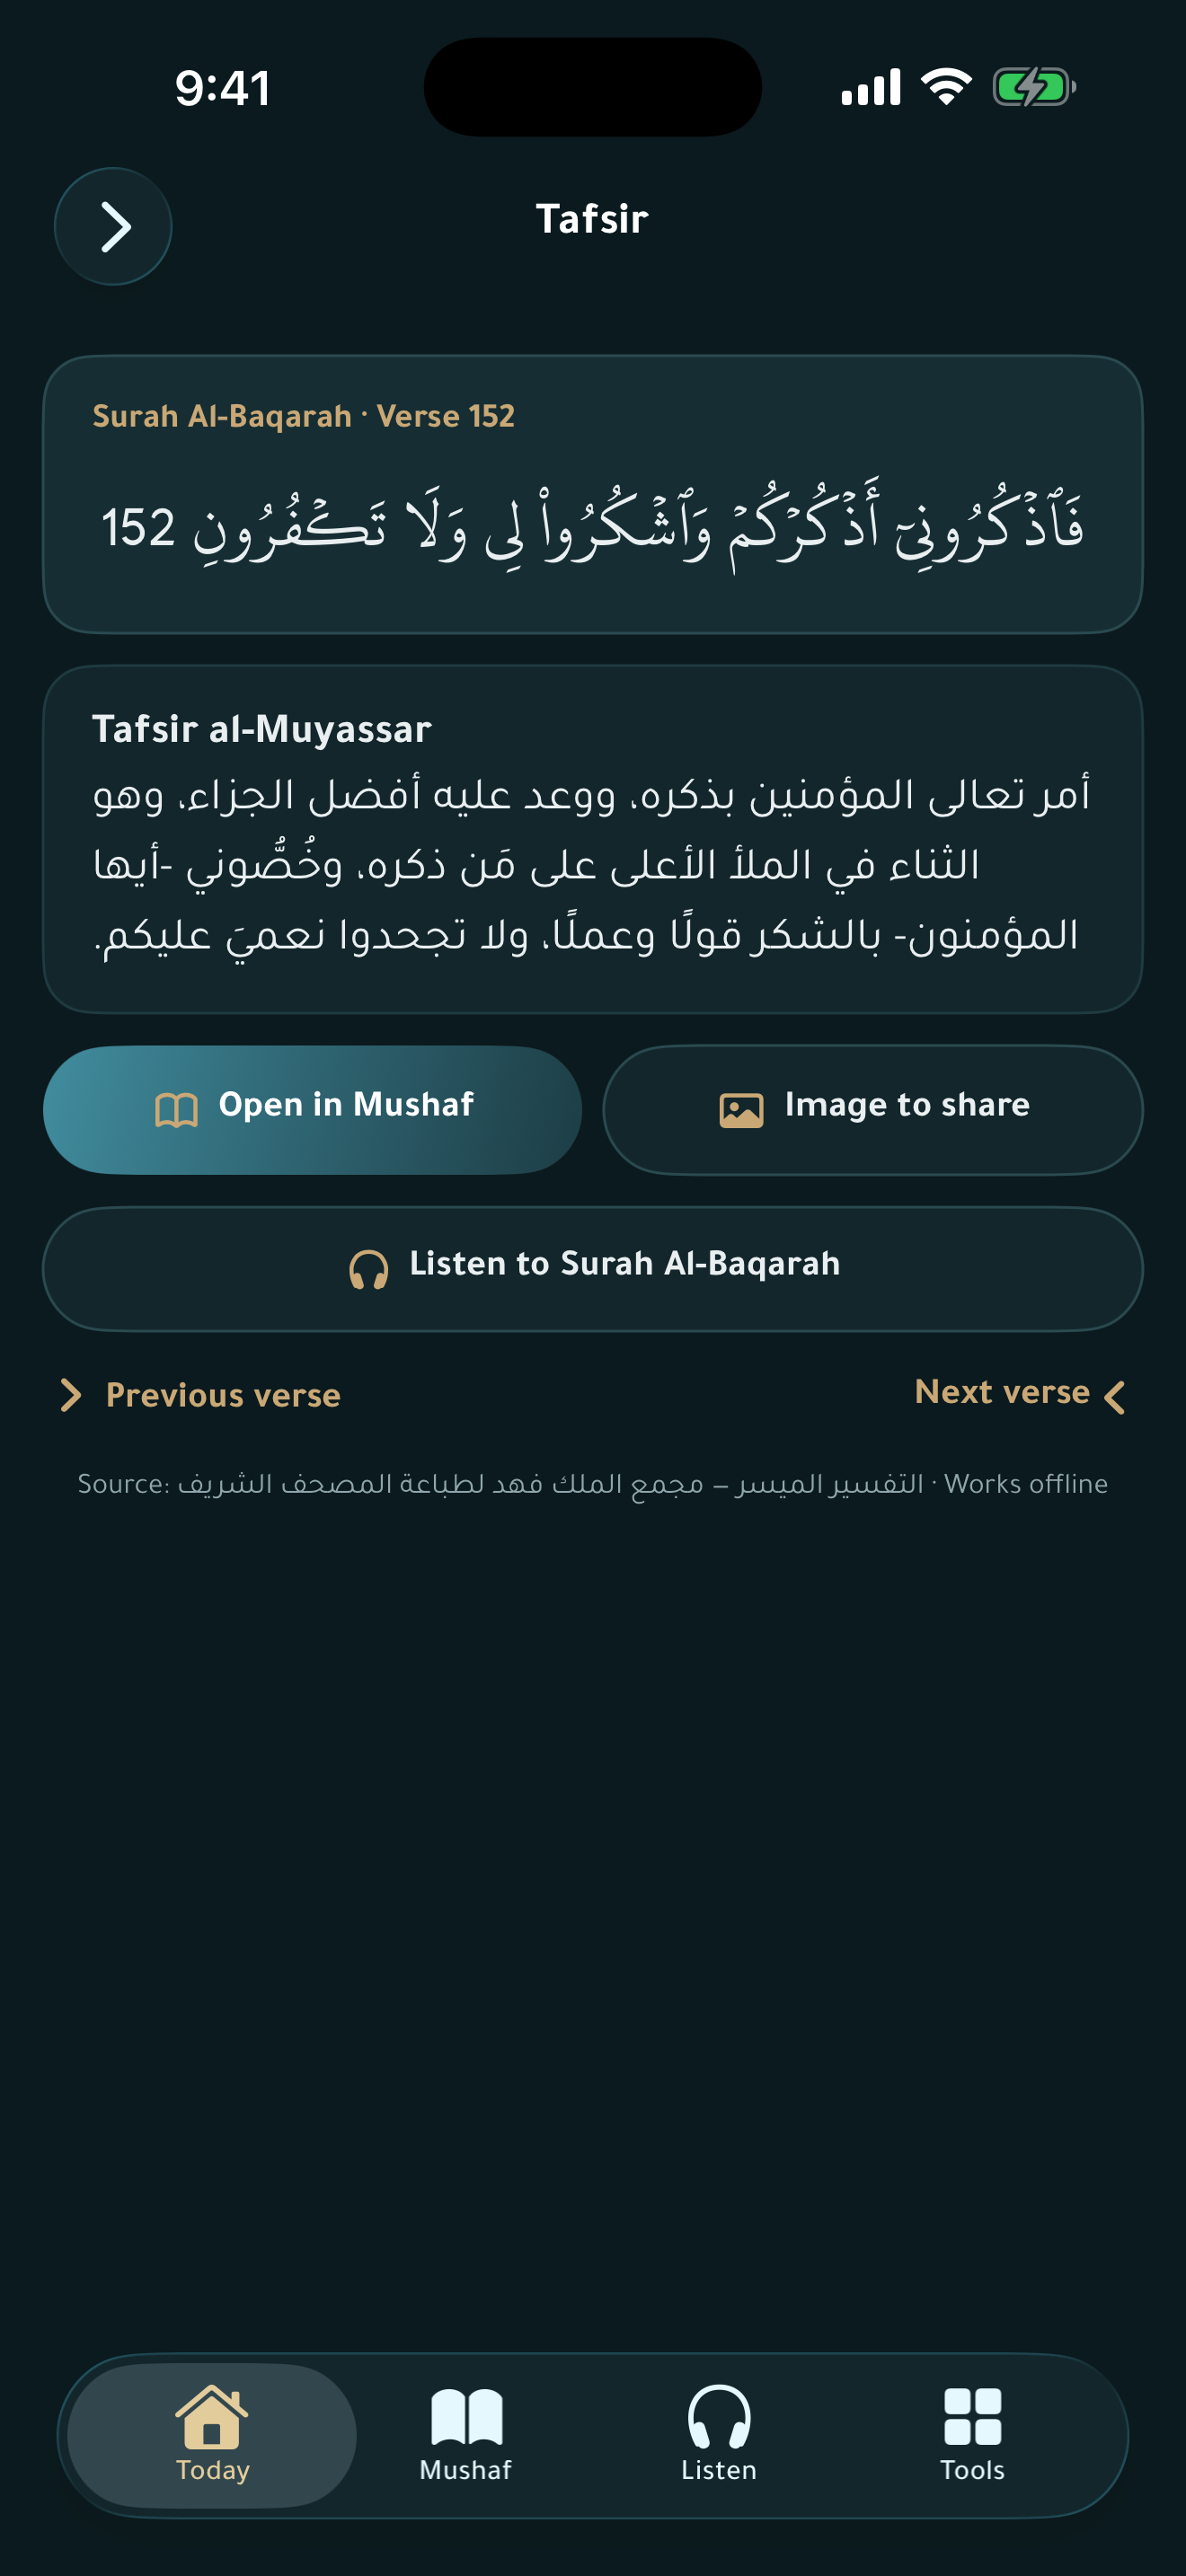 9:41
Tafsir
Surah Al-Baqarah · Verse 152
فَٱذۡكُرُونِيٓ أَذۡكُرۡكُمۡ وَٱشۡكُرُواْ لِي وَلَا تَكۡفُرُونِ 152
Tafsir al-Muyassar
أمر تعالى المؤمنين بذكره، ووعد عليه أفضل الجزاء، وهو
الثناء في الملأ الأعلى على مَن ذكره، وخُصُّوني -أيها
المؤمنون- بالشكر قولًا وعملًا، ولا تجحدوا نعميَ عليكم.
Open in Mushaf
Image to share
Listen to Surah Al-Baqarah
Previous verse
Next verse
Source: التفسير الميسر – مجمع الملك فهد لطباعة المصحف الشريف · Works offline
Today
Mushaf
Listen
Tools